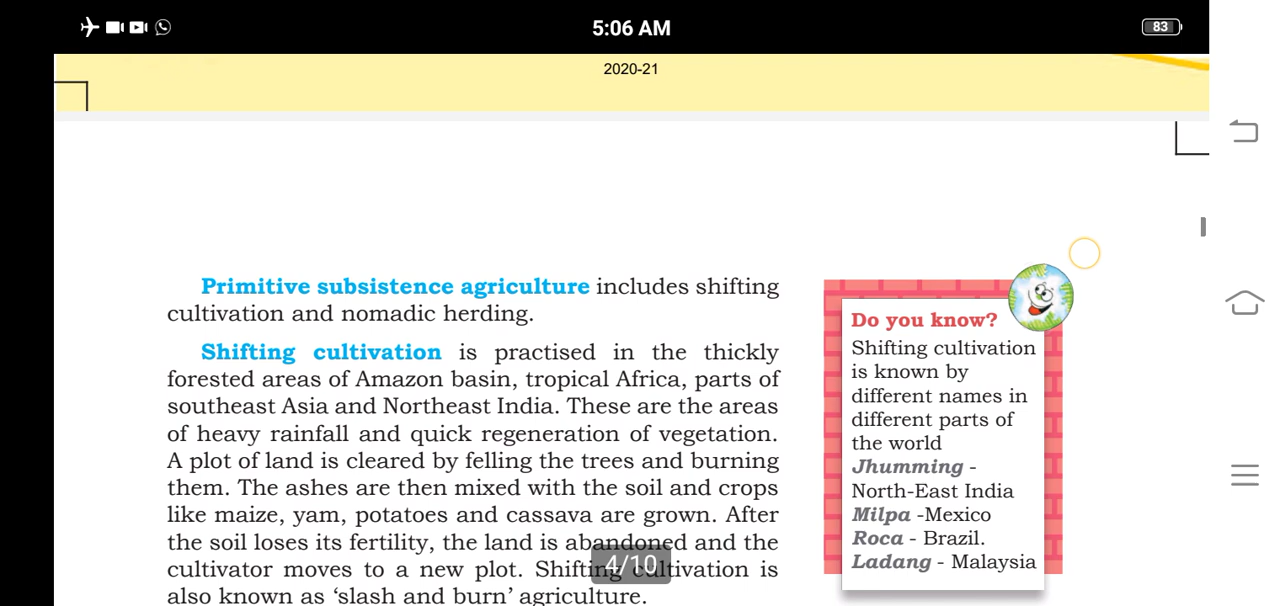 5:06 AM
83
2020-21
Primitive subsistence agriculture includes shifting
cultivation and nomadic herding.
Shifting cultivation is practised in the thickly
forested areas of Amazon basin, tropical Africa, parts of
southeast Asia and Northeast India. These are the areas
of heavy rainfall and quick regeneration of vegetation.
A plot of land is cleared by felling the trees and burning
them. The ashes are then mixed with the soil and crops
like maize, yam, potatoes and cassava are grown. After
the soil loses its fertility, the land is abandoned and the
cultivator moves to a new plot. Shifting cultivation is
also known as ‘slash and burn’ agriculture.
4/10
Do you know?
Shifting cultivation
is known by
different names in
different parts of
the world
Jhumming -
North-East India
Milpa -Mexico
Roca - Brazil.
Ladang - Malaysia